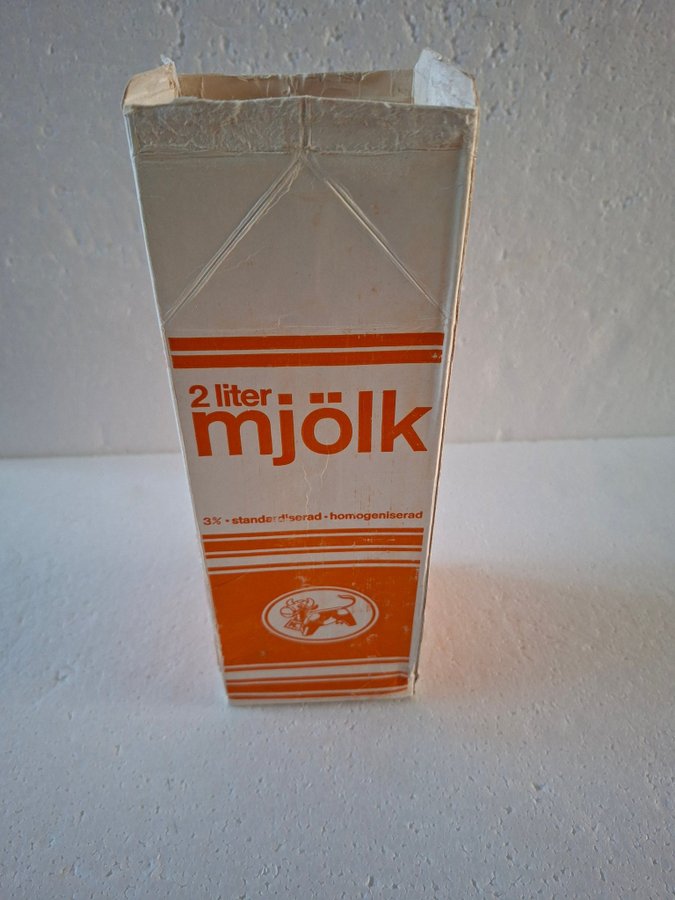 2 liter
mjölk
3% • standardiserad • homogeniserad